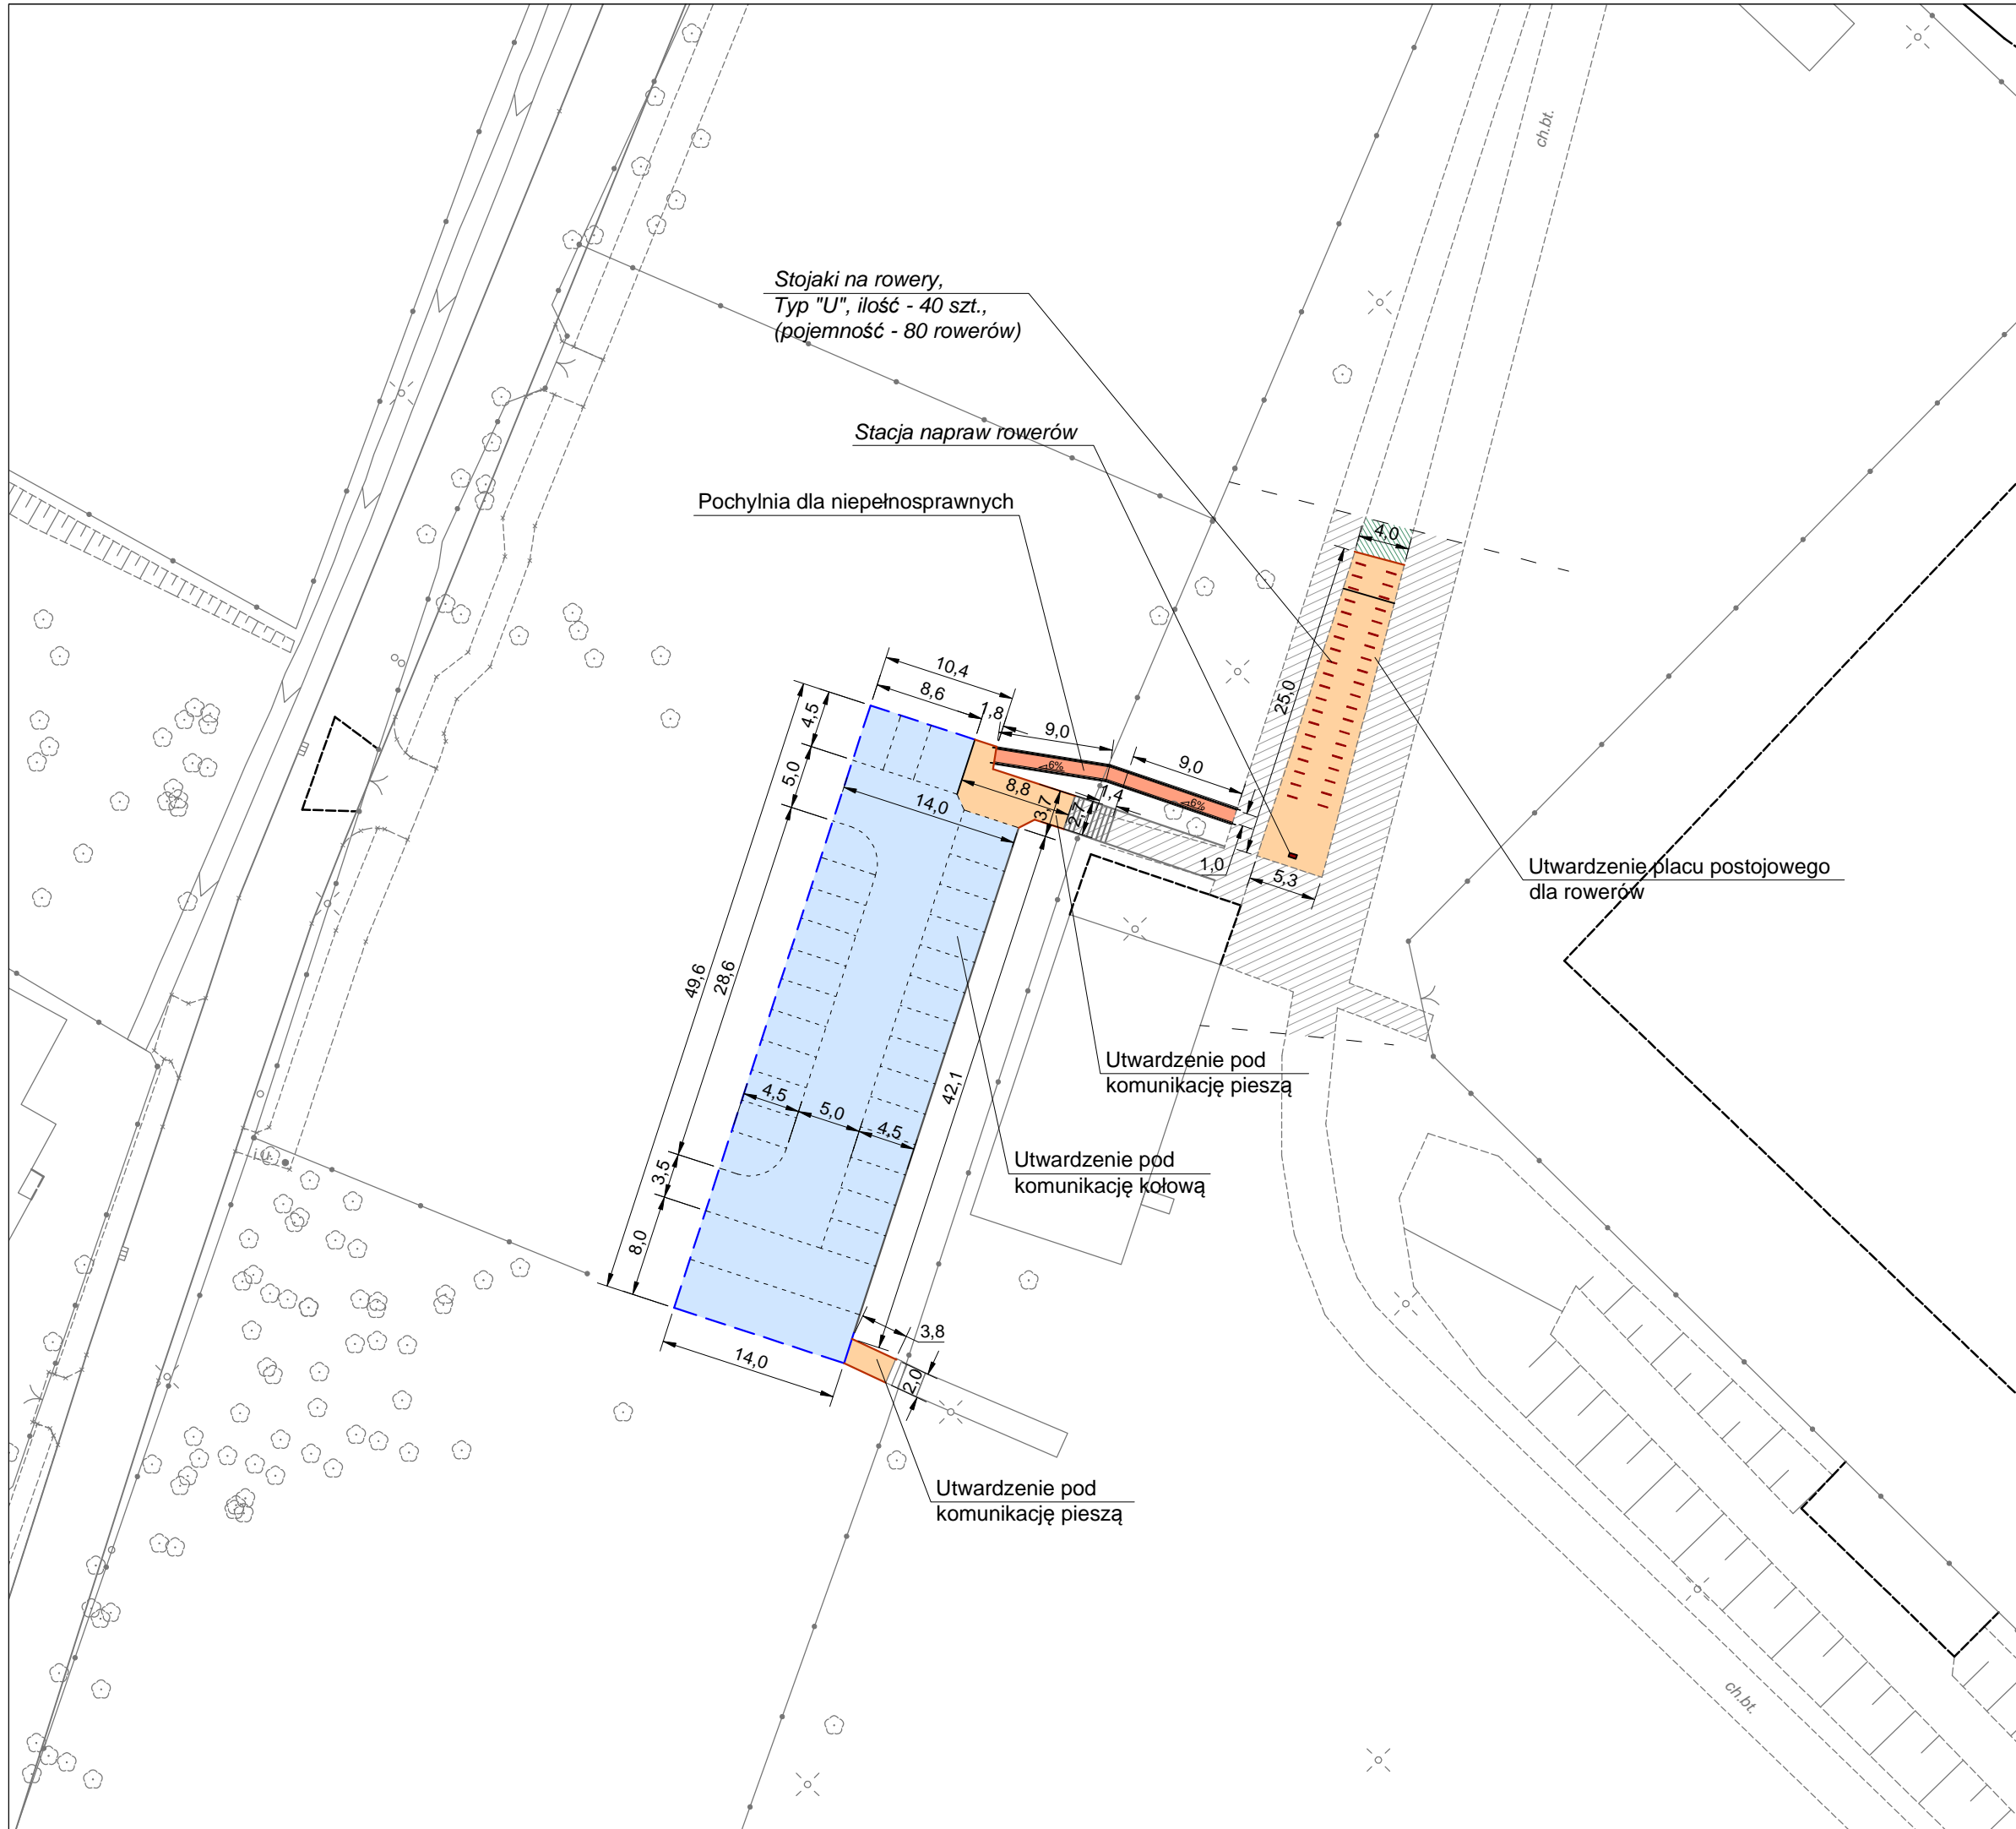 ch.bt.
Stojaki na rowery,
Typ "U", ilość - 40 szt.,
(pojemność - 80 rowerów)
Stacja napraw rowerów
Pochylnia dla niepełnosprawnych
4,0
25,0
10,4
8,6
1,8
9,0
9,0
4,5
5,0
6%
6%
8,8
1,4
14,0
3,7
2,7
1,0
5,3
Utwardzenie placu postojowego
dla rowerów
49,6
28,6
42,1
Utwardzenie pod
komunikację pieszą
4,5
5,0
4,5
Utwardzenie pod
komunikację kołową
3,5
8,0
3,8
14,0
2,0
Utwardzenie pod
komunikację pieszą
ch.bt.